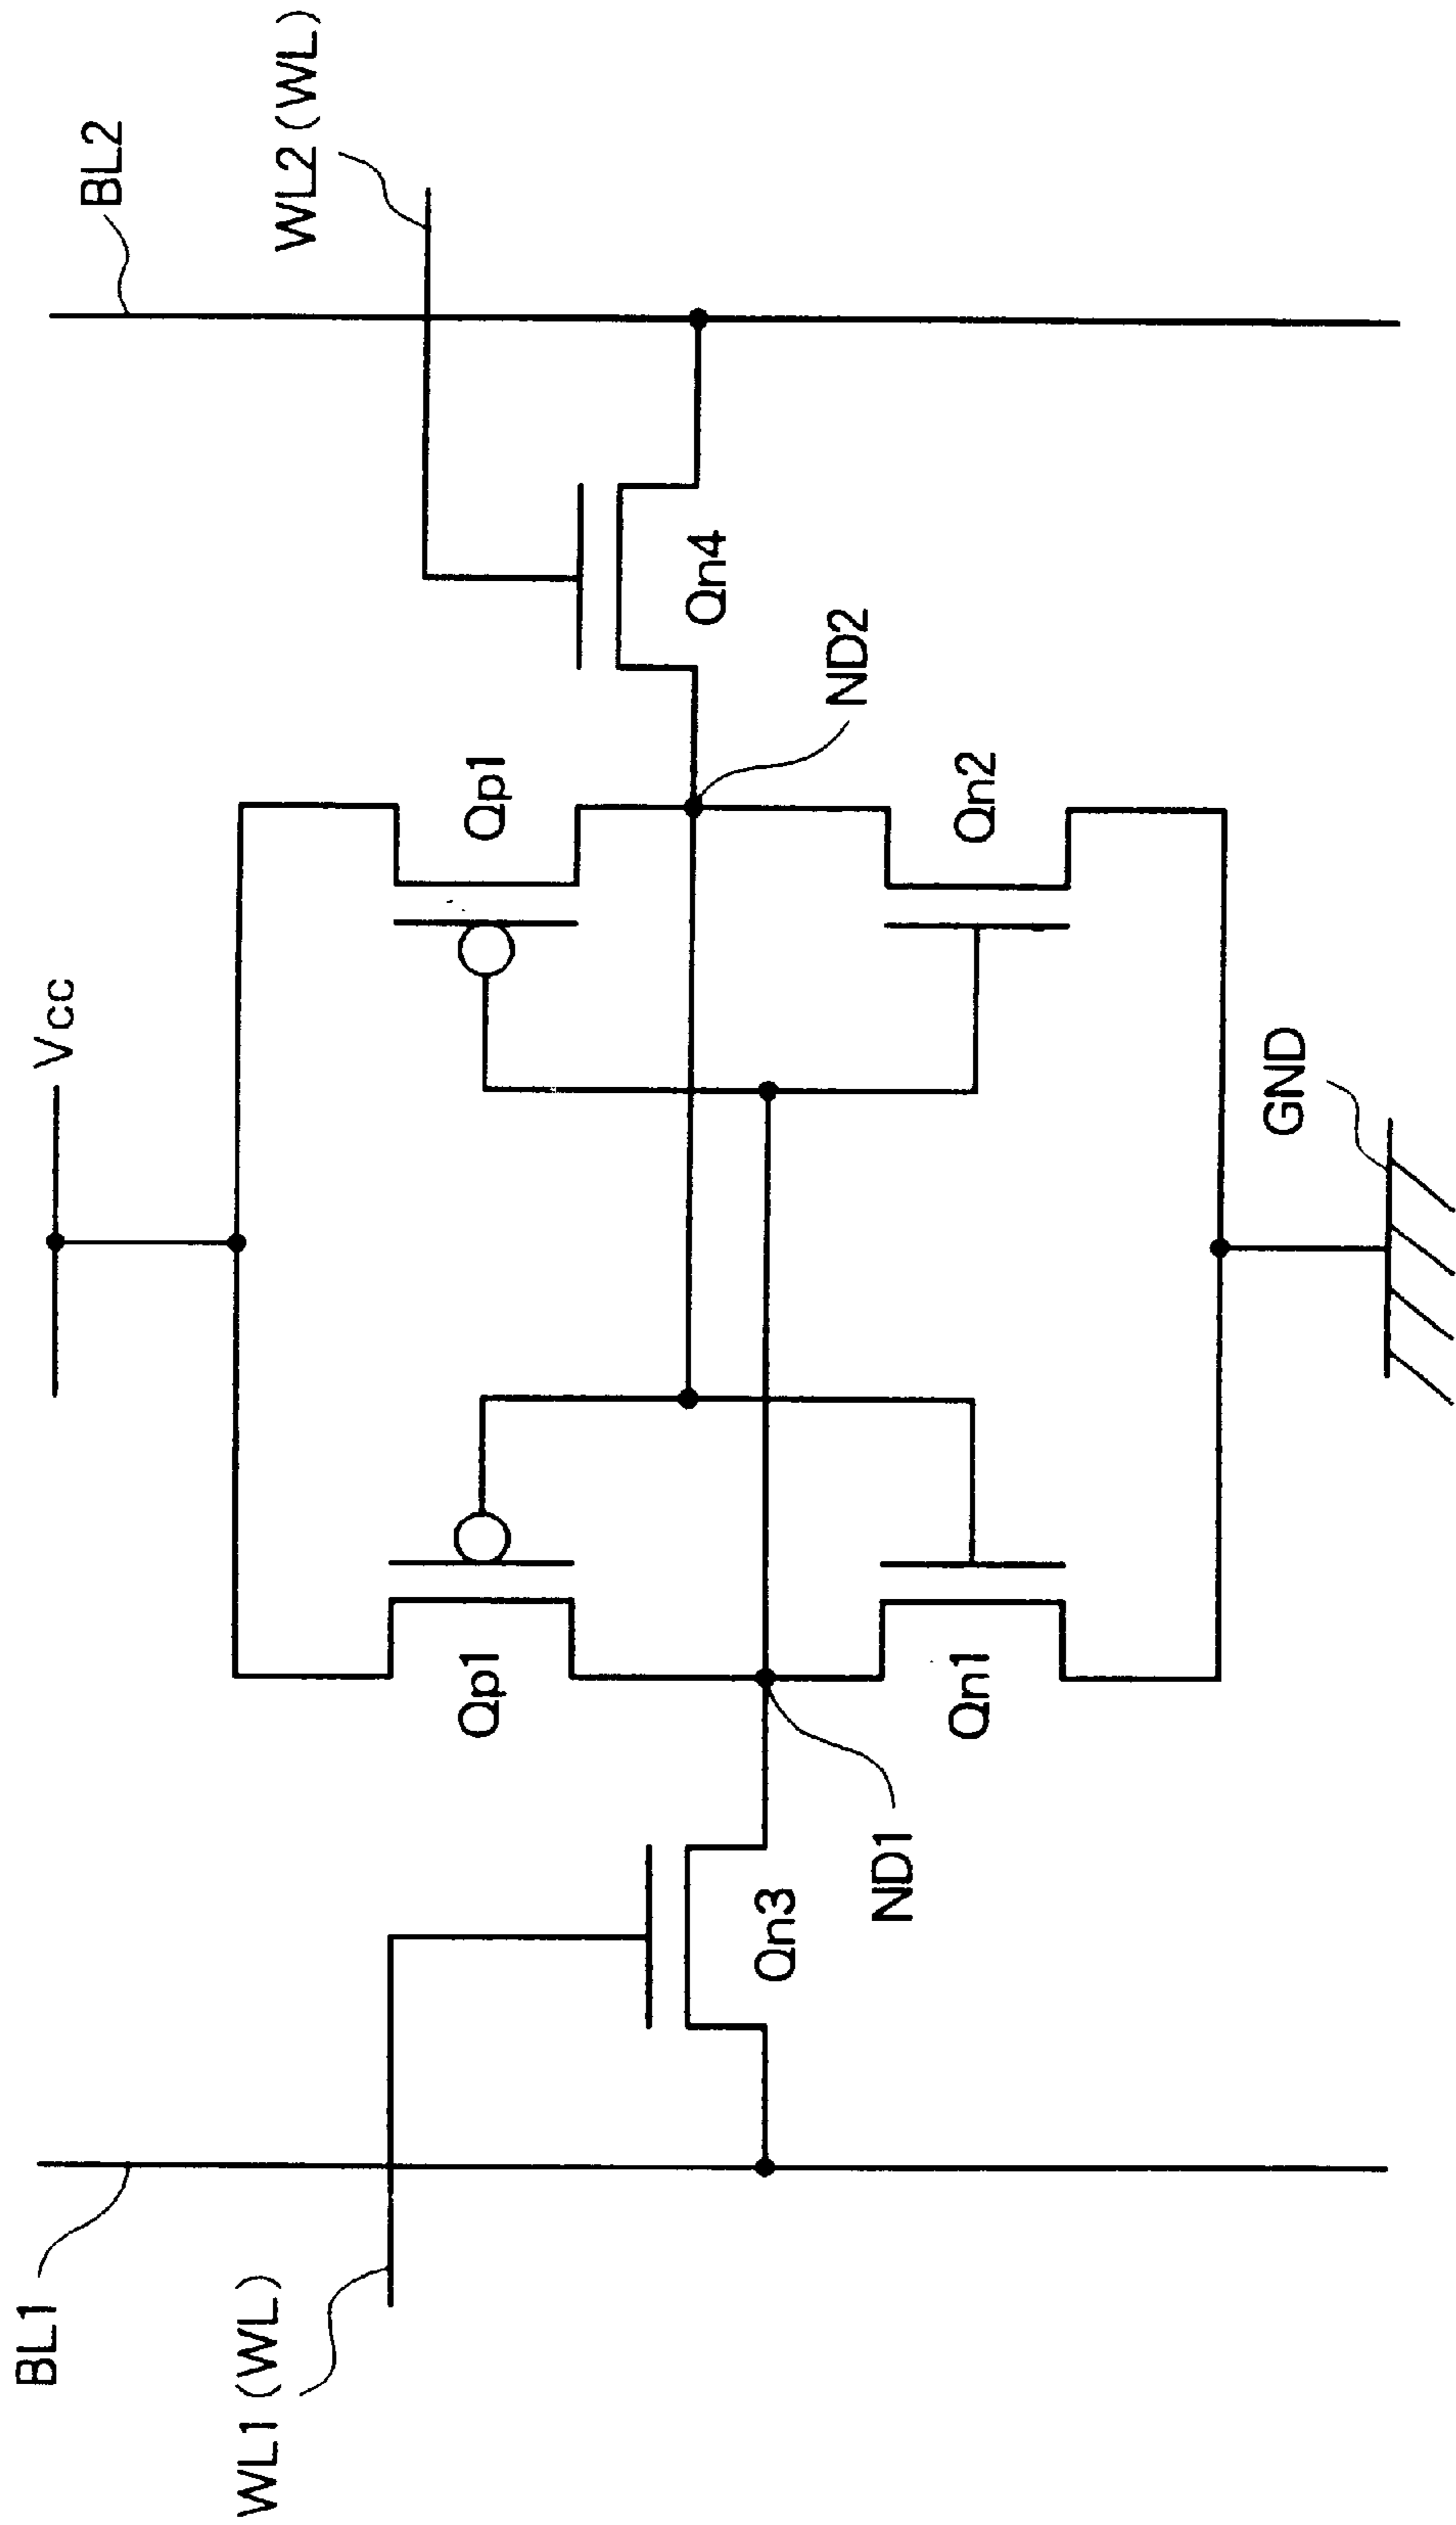 Vcc
BL1
BL2
WL1(WL)
WL2(WL)
Qp1
Qp1
Qn3
Qn4
ND1
ND2
Qn1
Qn2
GND